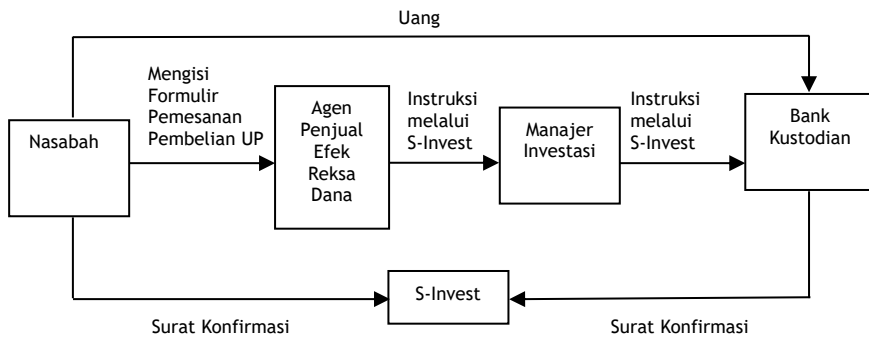 Uang
Mengisi
Formulir
Pemesanan
Pembelian UP
Nasabah
Agen
Penjual
Efek
Reksa
Dana
Instruksi
melalui
S-Invest
Manajer
Investasi
Instruksi
melalui
S-Invest
Bank
Kustodian
S-Invest
Surat Konfirmasi
Surat Konfirmasi